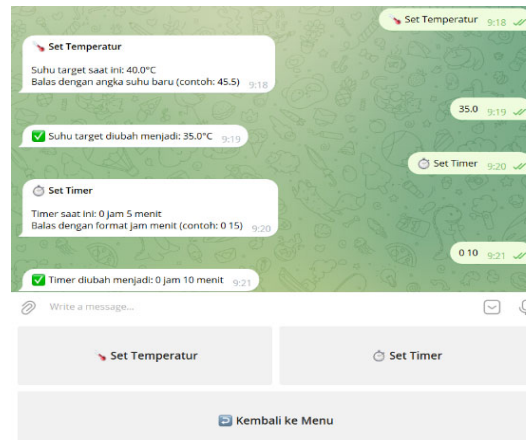 Set Temperatur 9:18
Set Temperatur
Suhu target saat ini: 40.0°C
Balas dengan angka suhu baru (contoh: 45.5) 9:18
35.0 9:19
Suhu target diubah menjadi: 35.0°C 9:19
Set Timer 9:20
Set Timer
Timer saat ini: 0 jam 5 menit
Balas dengan format jam menit (contoh: 0 15) 9:20
0 10 9:21
Timer diubah menjadi: 0 jam 10 menit 9:21
Write a message...
Set Temperatur
Set Timer
Kembali ke Menu